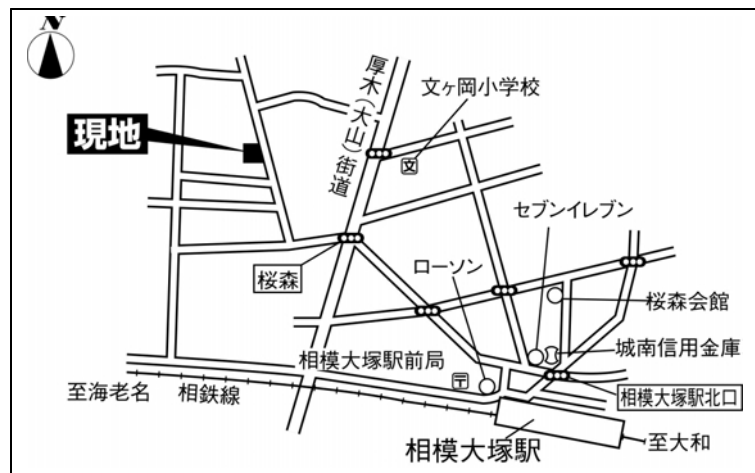 N
厚木(大山)街道
文ヶ岡小学校
現地
文
セブンイレブン
桜森
ローソン
桜森会館
相模大塚駅前局
城南信用金庫
〒
至海老名 相鉄線
相模大塚駅北口
相模大塚駅
至大和